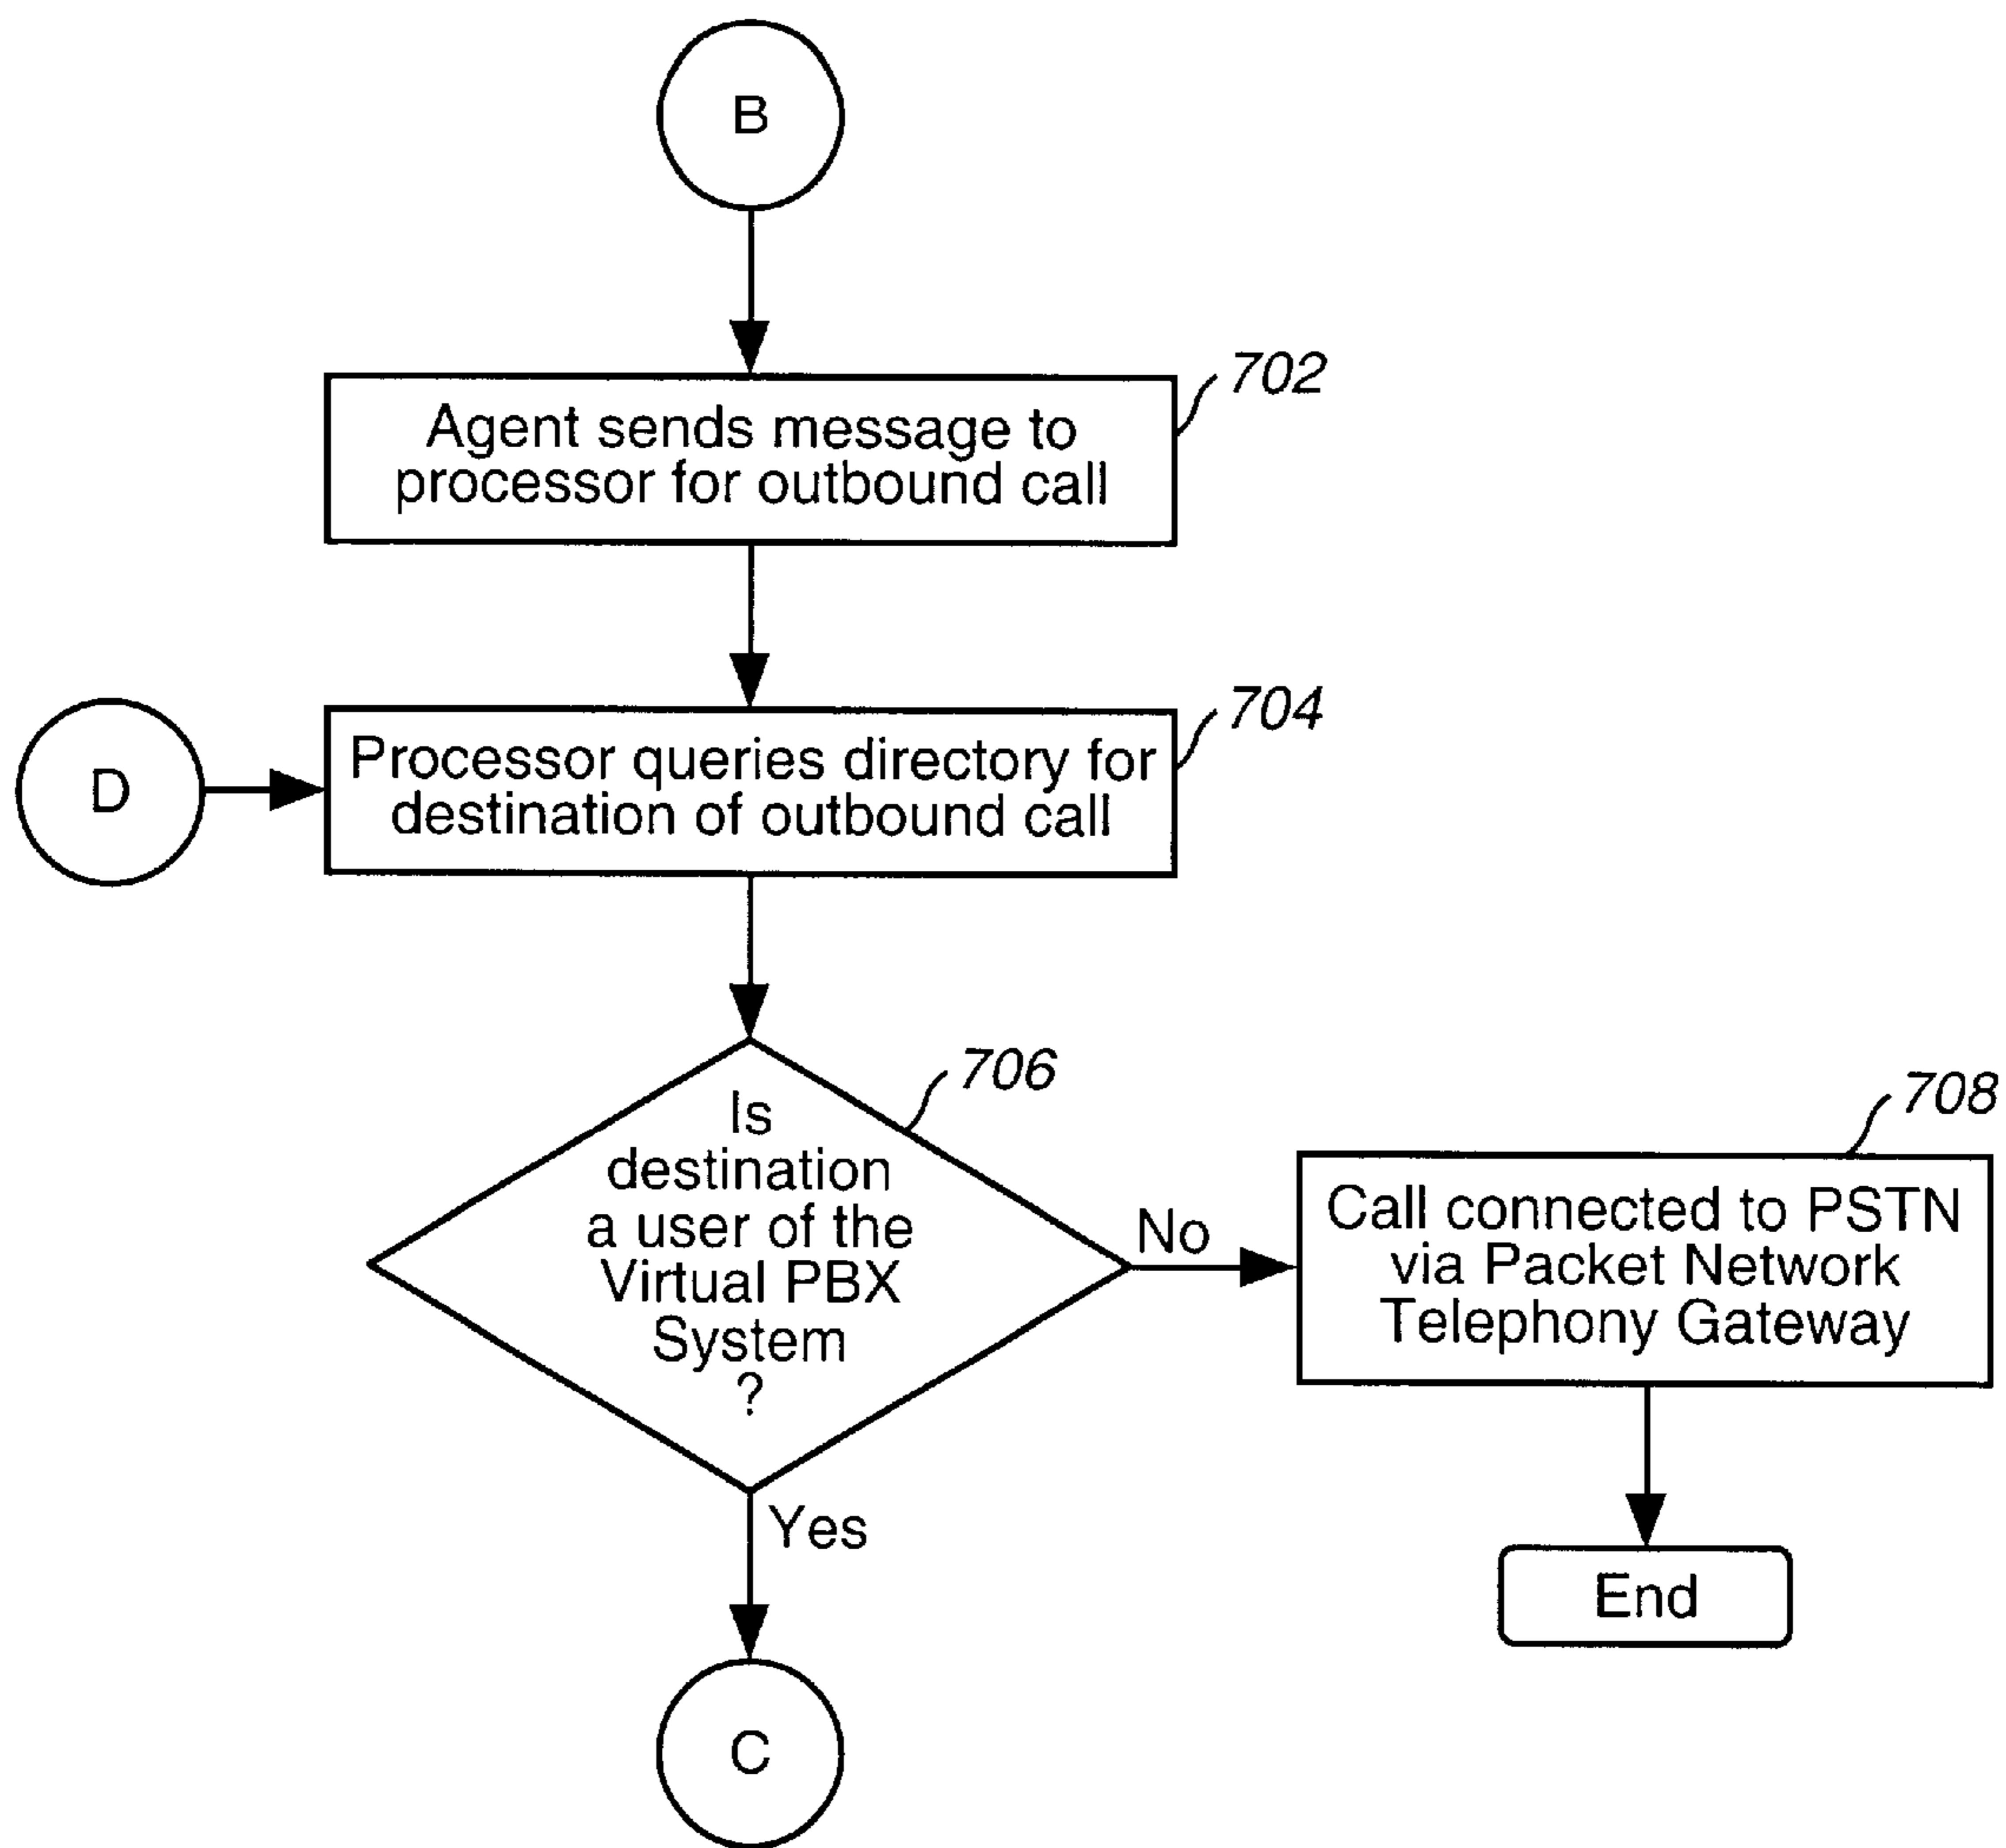 B
702
Agent sends message to
processor for outbound call
704
D
Processor queries directory for
destination of outbound call
706
Is
destination
a user of the
Virtual PBX
System
?
No
708
Call connected to PSTN
via Packet Network
Telephony Gateway
Yes
End
C